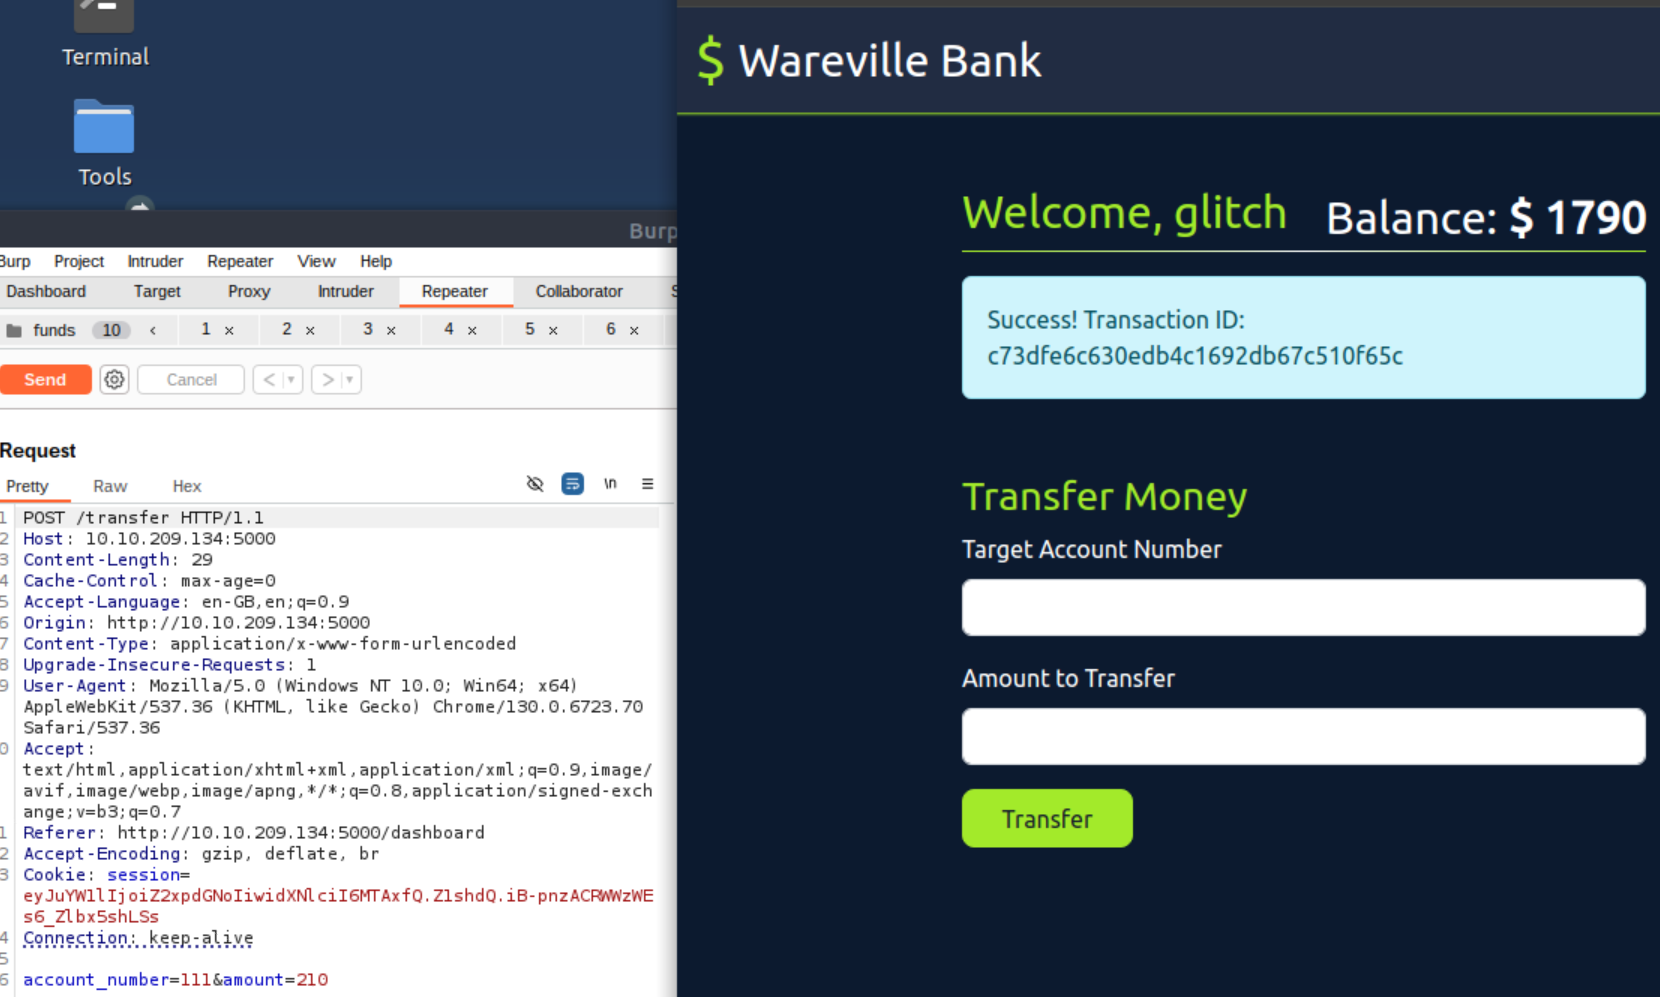 Terminal
Tools
Burp
Burp Project Intruder Repeater View Help
Dashboard Target Proxy Intruder Repeater Collaborator
funds 10 < 1 × 2 × 3 × 4 × 5 × 6 ×
Send Cancel < > 
Request
Pretty Raw Hex \n
1 POST /transfer HTTP/1.1
2 Host: 10.10.209.134:5000
3 Content-Length: 29
4 Cache-Control: max-age=0
5 Accept-Language: en-GB,en;q=0.9
6 Origin: http://10.10.209.134:5000
7 Content-Type: application/x-www-form-urlencoded
8 Upgrade-Insecure-Requests: 1
9 User-Agent: Mozilla/5.0 (Windows NT 10.0; Win64; x64)
AppleWebKit/537.36 (KHTML, like Gecko) Chrome/130.0.6723.70
Safari/537.36
0 Accept:
text/html,application/xhtml+xml,application/xml;q=0.9,image/
avif,image/webp,image/apng,*/*;q=0.8,application/signed-exch
ange;v=b3;q=0.7
1 Referer: http://10.10.209.134:5000/dashboard
2 Accept-Encoding: gzip, deflate, br
3 Cookie: session=
eyJuYW1lIjoiZ2xpdGNoIiwidXNlciI6MTAxfQ.Z1shdQ.iB-pnzACRWWzWE
s6_Zlbx5shLSs
4 Connection: keep-alive
5
6 account_number=111&amount=210
$ Wareville Bank
Welcome, glitch Balance: $ 1790
Success! Transaction ID:
c73dfe6c630edb4c1692db67c510f65c
Transfer Money
Target Account Number
Amount to Transfer
Transfer